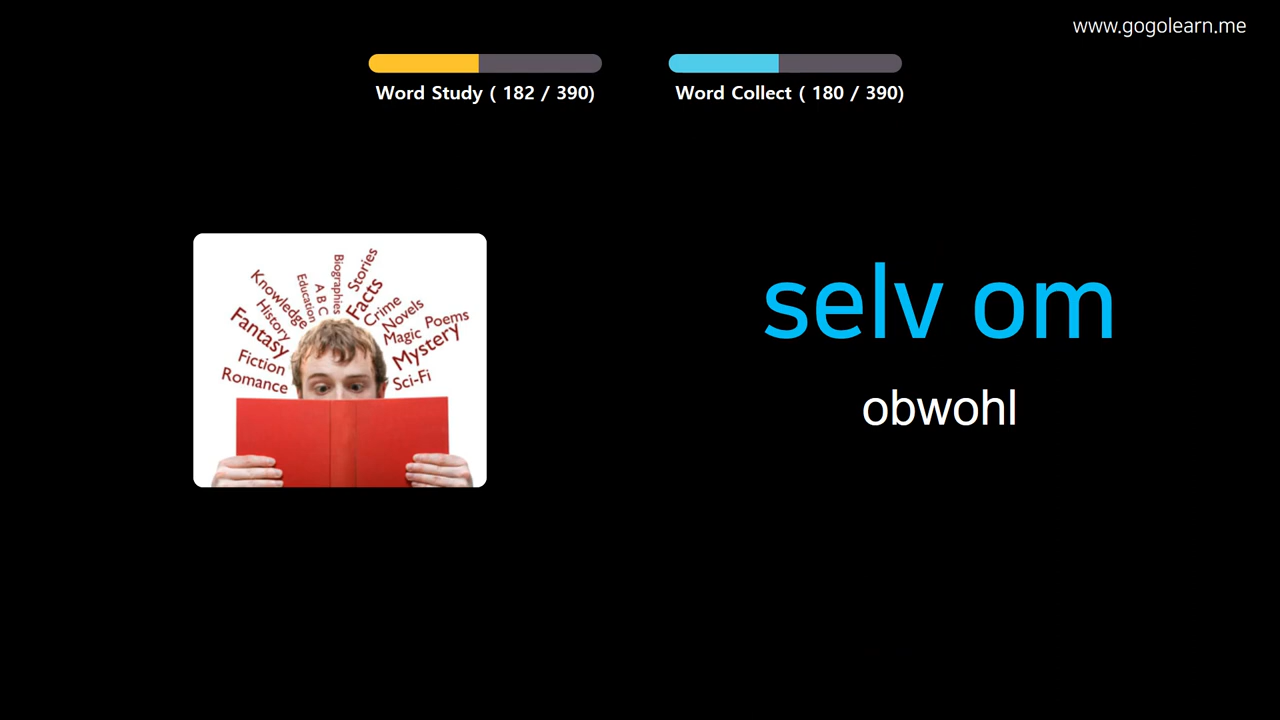 www.gogolearn.me
Word Study ( 182 / 390)
Word Collect ( 180 / 390)
Stories
Biographies
Facts
A B C
Education
Knowledge
Crime
History
Novels
Fantasy
Poems
Magic
Mystery
Fiction
Romance
Sci-Fi
selv om
obwohl